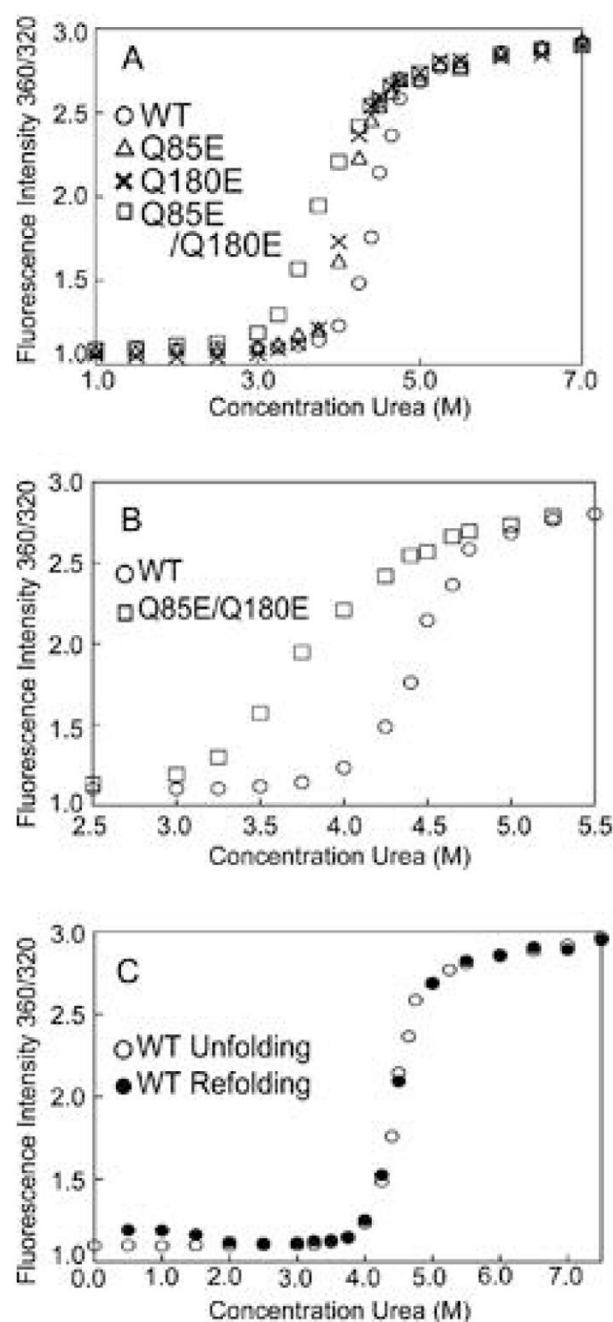 Fluorescence Intensity 360/320
3.0
2.5
2.0
1.5
1.0
A
WT
Q85E
Q180E
Q85E
/Q180E
1.0 3.0 5.0 7.0
Concentration Urea (M)
Fluorescence Intensity 360/320
3.0
2.5
2.0
1.5
1.0
B
WT
Q85E/Q180E
2.5 3.0 3.5 4.0 4.5 5.0 5.5
Concentration Urea (M)
Fluorescence Intensity 360/320
3.0
2.5
2.0
1.5
1.0
C
WT Unfolding
WT Refolding
0.0 1.0 2.0 3.0 4.0 5.0 6.0 7.0
Concentration Urea (M)